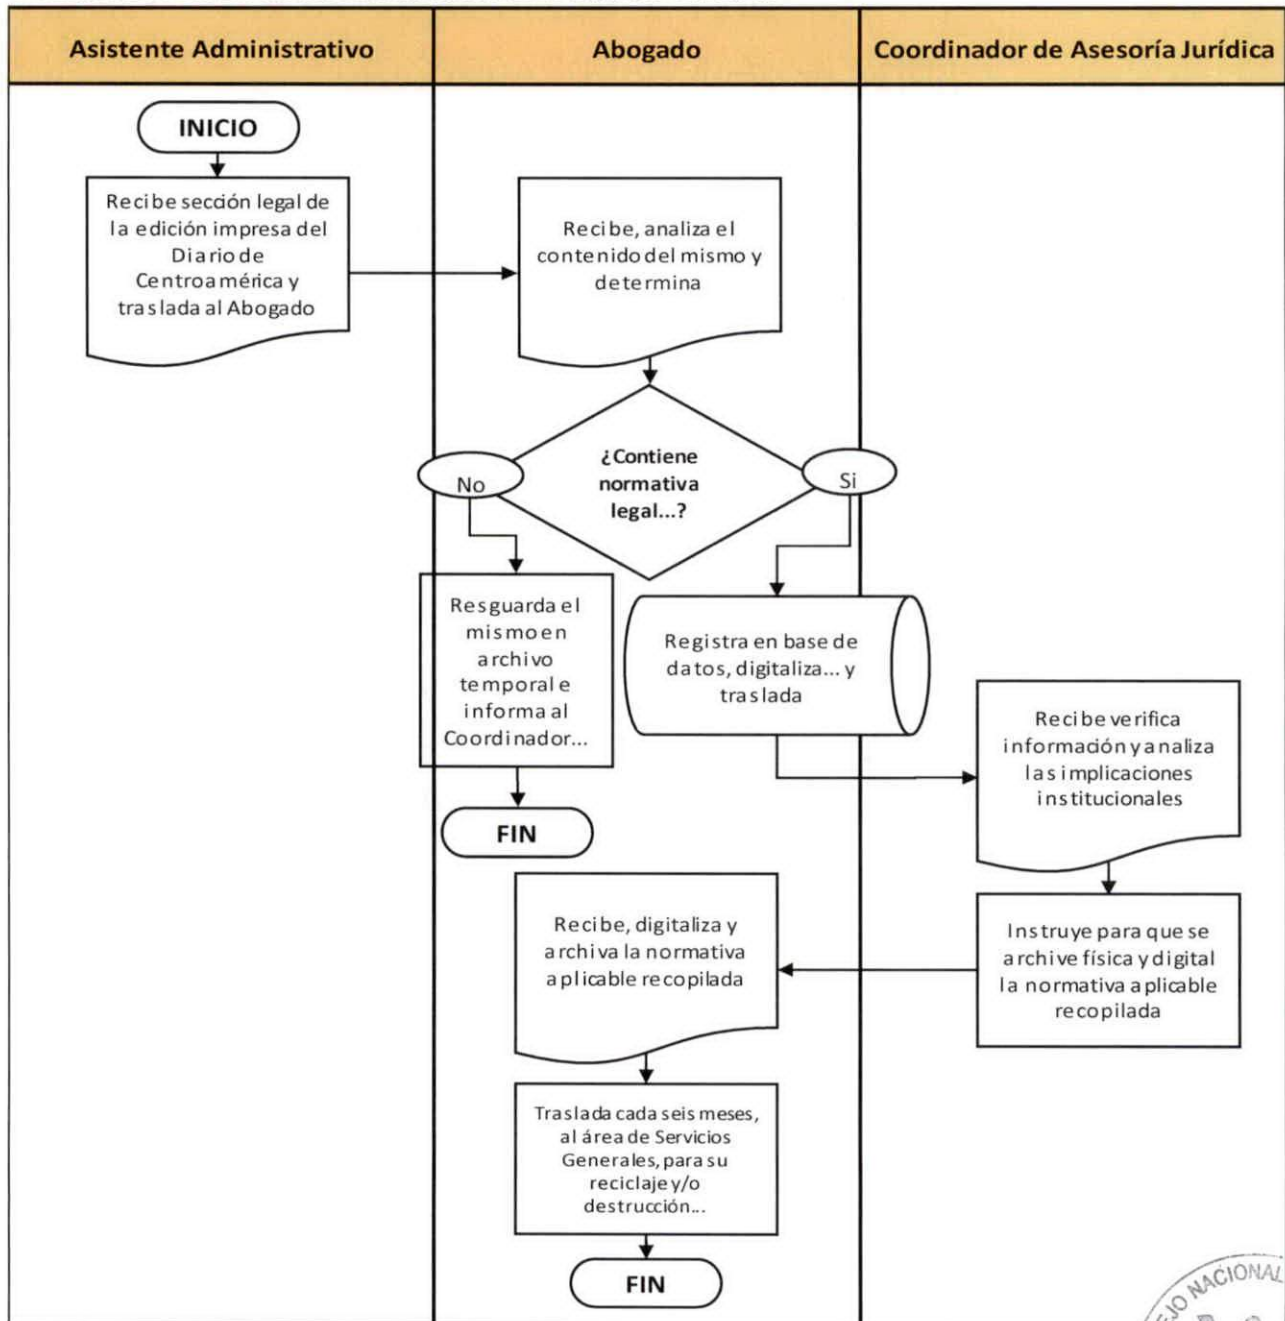 Asistente Administrativo
Abogado
Coordinador de Asesoría Jurídica
INICIO
Recibe sección legal de
la edición impresa del
Diario de
Centroamérica y
traslada al Abogado
Recibe, analiza el
contenido del mismo y
determina
¿Contiene
normativa
legal...?
No
Si
Resguarda el
mismo en
archivo
temporal e
informa al
Coordinador...
Registra en base de
datos, digitaliza... y
traslada
Recibe verifica
información y analiza
las implicaciones
institucionales
FIN
Recibe, digitaliza y
archiva la normativa
aplicable recopilada
Instruye para que se
archive física y digital
la normativa aplicable
recopilada
Traslada cada seis meses,
al área de Servicios
Generales, para su
reciclaje y/o
destrucción...
FIN
NACIONAL